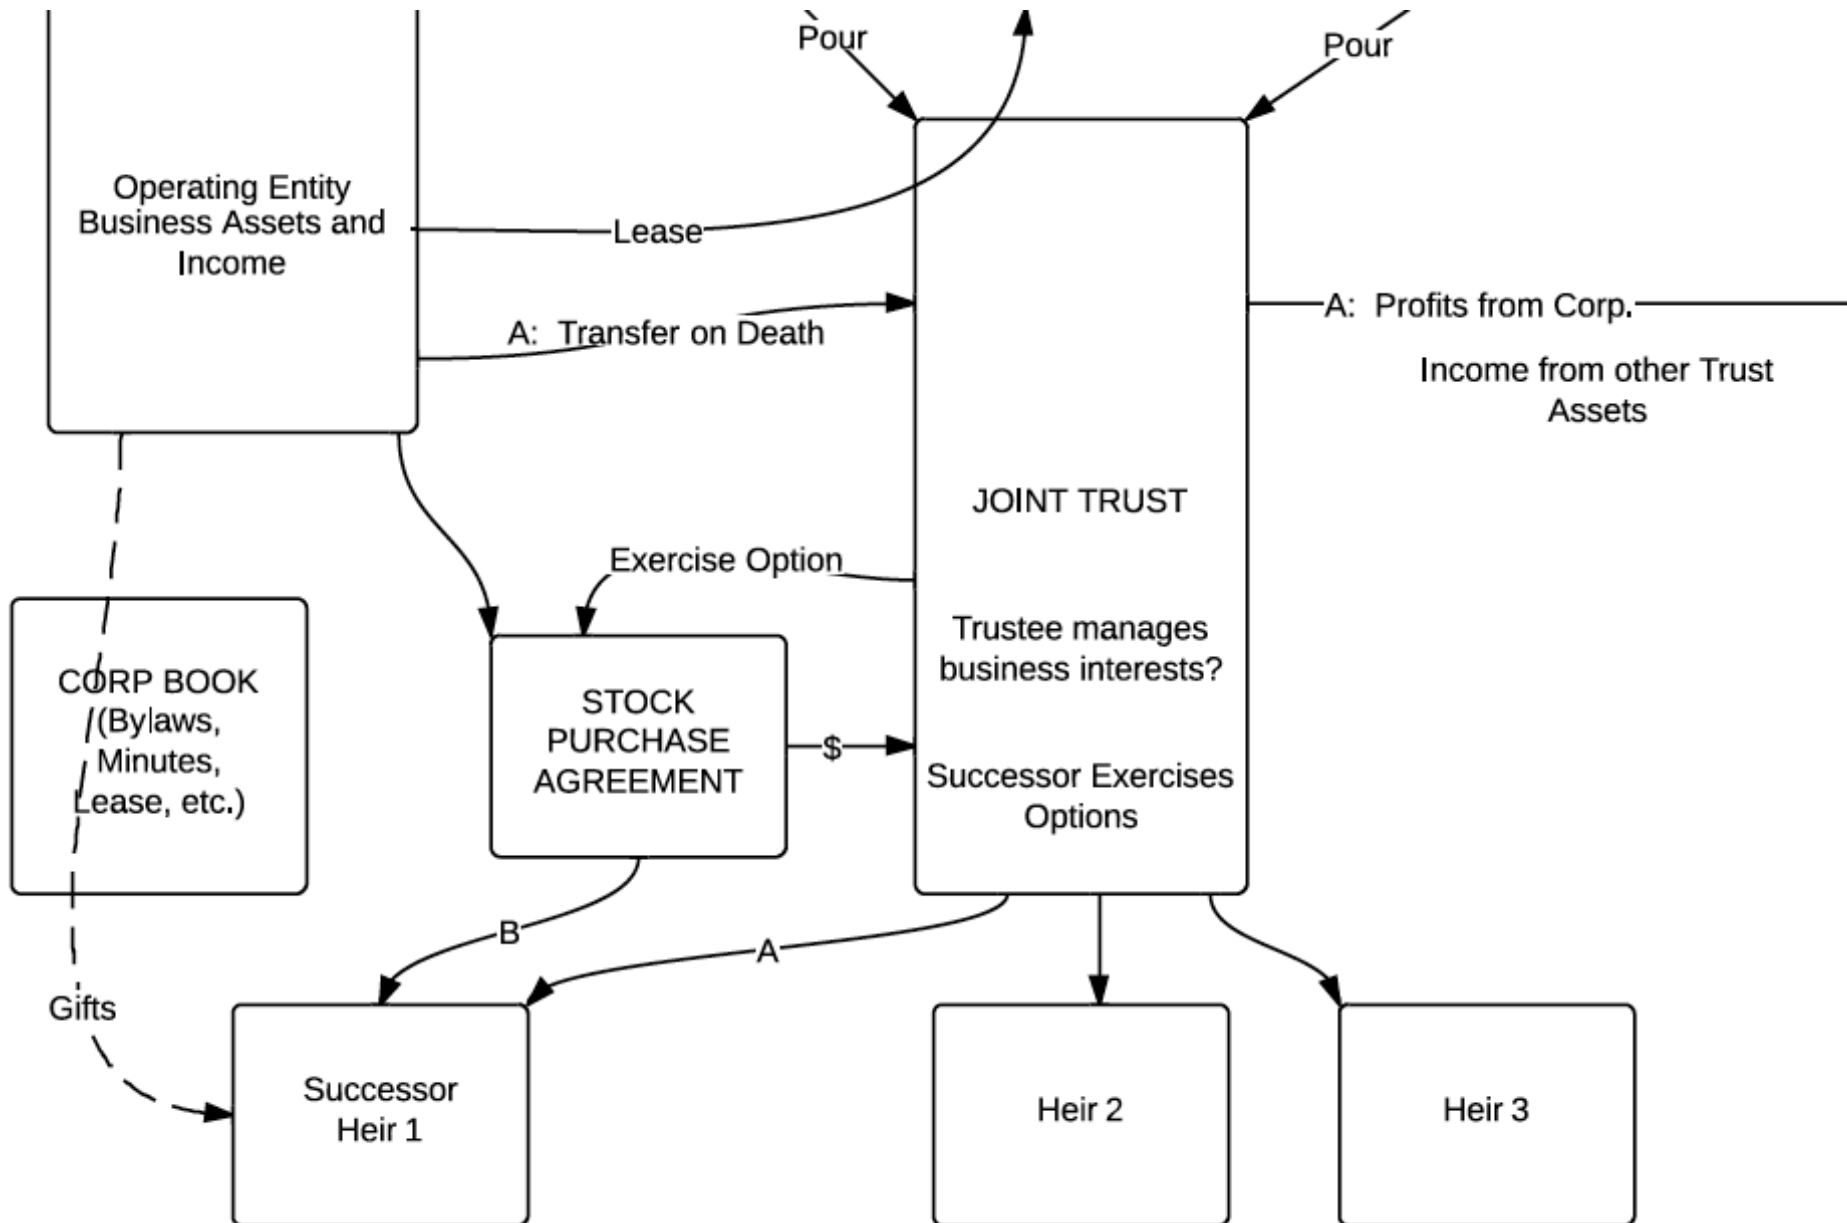 Pour
Pour
Operating Entity
Business Assets and
Income
Lease
A:  Transfer on Death
A:  Profits from Corp.
Income from other Trust
Assets
JOINT TRUST
Exercise Option
Trustee manages
business interests?
CORP BOOK
(Bylaws,
Minutes,
Lease, etc.)
STOCK
PURCHASE
AGREEMENT
$
Successor Exercises
Options
B
A
Gifts
Successor
Heir 1
Heir 2
Heir 3